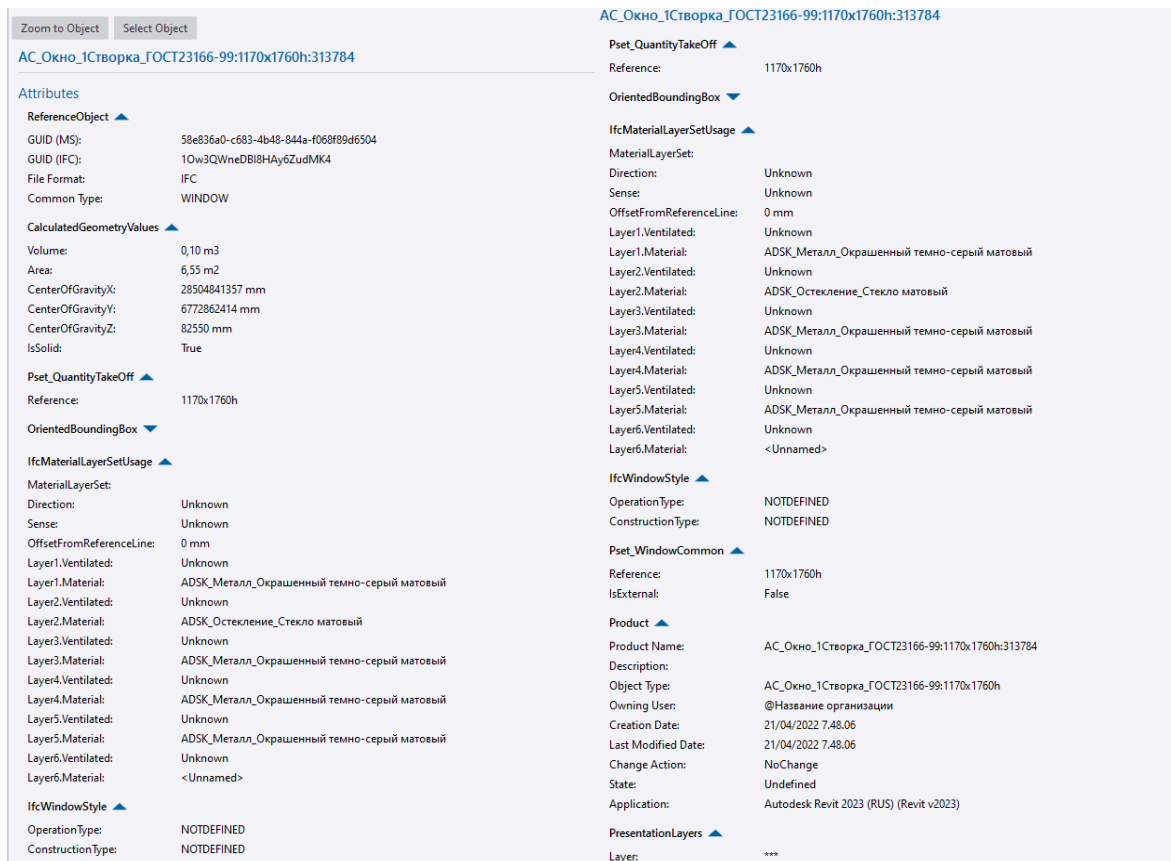 Zoom to Object Select Object
АС_Окно_1Створка_ГОСТ23166-99:1170x1760h:313784
Attributes
ReferenceObject
GUID (MS): 58e836a0-c683-4b48-844a-f068f89d6504
GUID (IFC): 1Ow3QWneDBl8HAy6ZudMK4
File Format: IFC
Common Type: WINDOW
CalculatedGeometryValues
Volume: 0,10 m3
Area: 6,55 m2
CenterOfGravityX: 28504841357 mm
CenterOfGravityY: 6772862414 mm
CenterOfGravityZ: 82550 mm
IsSolid: True
Pset_QuantityTakeOff
Reference: 1170x1760h
OrientedBoundingBox
IfcMaterialLayerSetUsage
MaterialLayerSet:
Direction: Unknown
Sense: Unknown
OffsetFromReferenceLine: 0 mm
Layer1.Ventilated: Unknown
Layer1.Material: ADSK_Металл_Окрашенный темно-серый матовый
Layer2.Ventilated: Unknown
Layer2.Material: ADSK_Остекление_Стекло матовый
Layer3.Ventilated: Unknown
Layer3.Material: ADSK_Металл_Окрашенный темно-серый матовый
Layer4.Ventilated: Unknown
Layer4.Material: ADSK_Металл_Окрашенный темно-серый матовый
Layer5.Ventilated: Unknown
Layer5.Material: ADSK_Металл_Окрашенный темно-серый матовый
Layer6.Ventilated: Unknown
Layer6.Material: <Unnamed>
IfcWindowStyle
OperationType: NOTDEFINED
ConstructionType: NOTDEFINED
АС_Окно_1Створка_ГОСТ23166-99:1170x1760h:313784
Pset_QuantityTakeOff
Reference: 1170x1760h
OrientedBoundingBox
IfcMaterialLayerSetUsage
MaterialLayerSet:
Direction: Unknown
Sense: Unknown
OffsetFromReferenceLine: 0 mm
Layer1.Ventilated: Unknown
Layer1.Material: ADSK_Металл_Окрашенный темно-серый матовый
Layer2.Ventilated: Unknown
Layer2.Material: ADSK_Остекление_Стекло матовый
Layer3.Ventilated: Unknown
Layer3.Material: ADSK_Металл_Окрашенный темно-серый матовый
Layer4.Ventilated: Unknown
Layer4.Material: ADSK_Металл_Окрашенный темно-серый матовый
Layer5.Ventilated: Unknown
Layer5.Material: ADSK_Металл_Окрашенный темно-серый матовый
Layer6.Ventilated: Unknown
Layer6.Material: <Unnamed>
IfcWindowStyle
OperationType: NOTDEFINED
ConstructionType: NOTDEFINED
Pset_WindowCommon
Reference: 1170x1760h
IsExternal: False
Product
Product Name: АС_Окно_1Створка_ГОСТ23166-99:1170x1760h:313784
Description:
Object Type: АС_Окно_1Створка_ГОСТ23166-99:1170x1760h
Owning User: @Название организации
Creation Date: 21/04/2022 7.48.06
Last Modified Date: 21/04/2022 7.48.06
Change Action: NoChange
State: Undefined
Application: Autodesk Revit 2023 (RUS) (Revit v2023)
PresentationLayers
Layer: ***